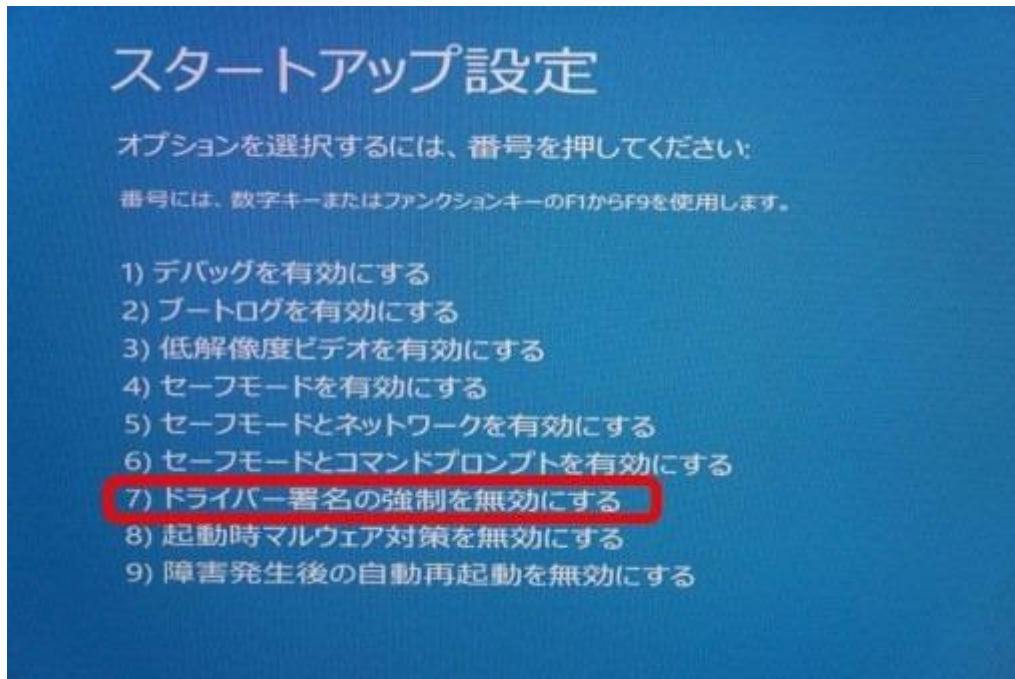 スタートアップ設定
オプションを選択するには、番号を押してください:
番号には、数字キーまたはファンクションキーのF1からF9を使用します。
1) デバッグを有効にする
2) ブートログを有効にする
3) 低解像度ビデオを有効にする
4) セーフモードを有効にする
5) セーフモードとネットワークを有効にする
6) セーフモードとコマンドプロンプトを有効にする
7) ドライバー署名の強制を無効にする
8) 起動時マルウェア対策を無効にする
9) 障害発生後の自動再起動を無効にする